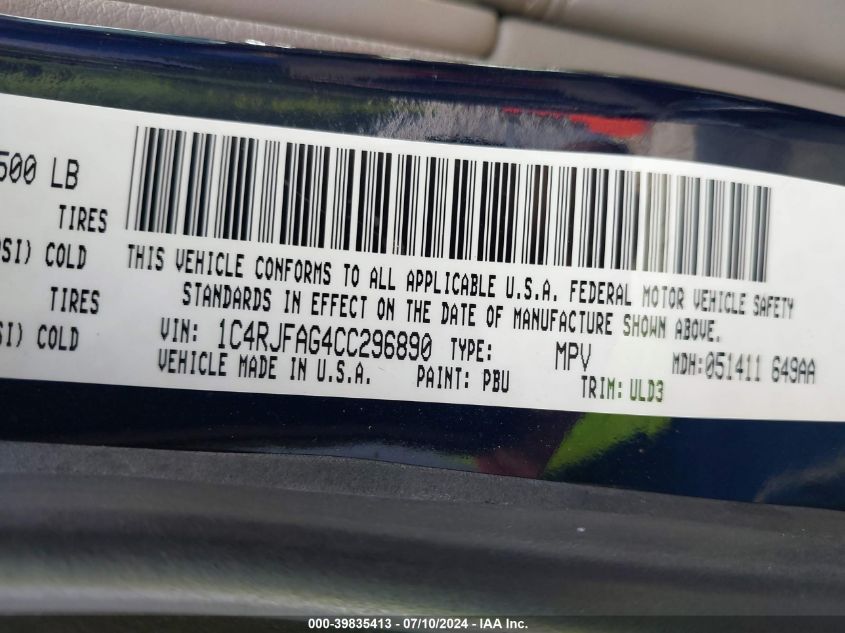 500 LB
TIRES
SI) COLD
TIRES
SI) COLD
THIS VEHICLE CONFORMS TO ALL APPLICABLE U.S.A. FEDERAL MOTOR VEHICLE SAFETY
STANDARDS IN EFFECT ON THE DATE OF MANUFACTURE SHOWN ABOVE.
VIN: 1C4RJFAG4CC296890 TYPE: MPV MDH:051411 649AA
VEHICLE MADE IN U.S.A. PAINT: PBU TRIM: ULD3
000-39835413 - 07/10/2024 - IAA Inc.